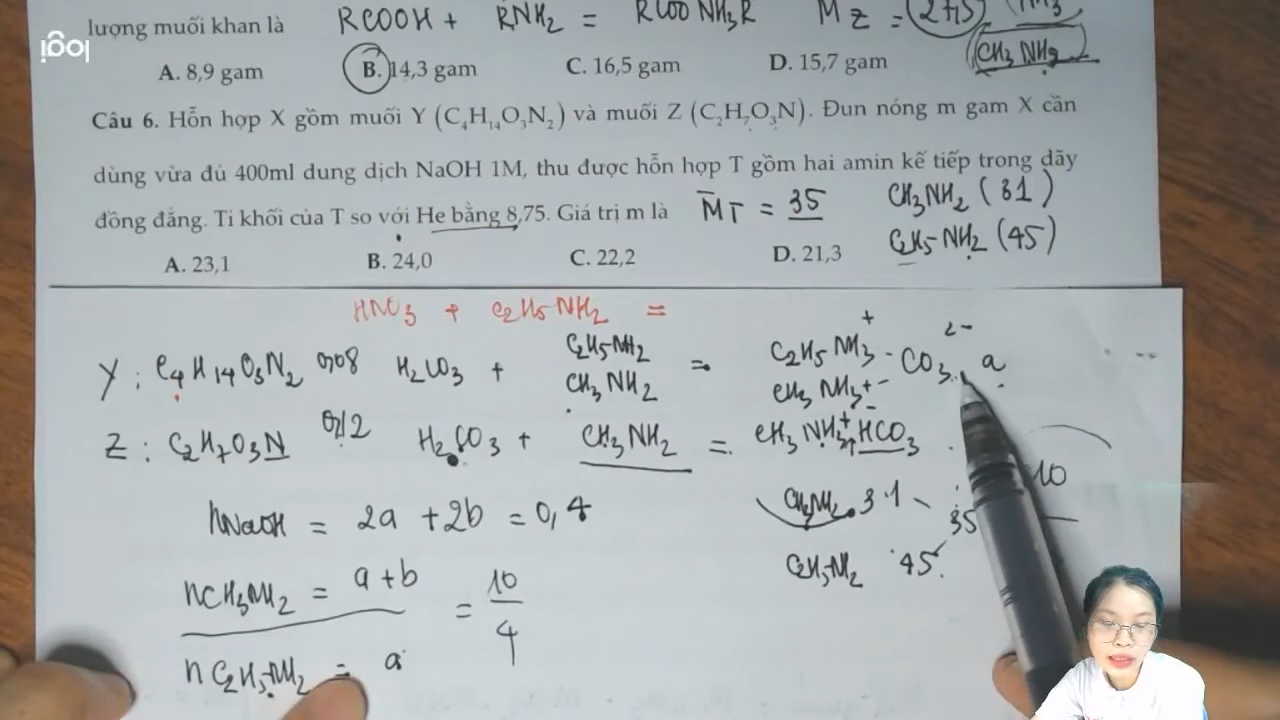 lượng muối khan là RCOOH + RNH2 = RCOONH3R M Z =
logi
A. 8,9 gam B. 14,3 gam C. 16,5 gam D. 15,7 gam CH3NH2
Câu 6. Hỗn hợp X gồm muối Y (C4H14O3N2) và muối Z (C2H7O3N). Đun nóng m gam X cần
dùng vừa đủ 400ml dung dịch NaOH 1M, thu được hỗn hợp T gồm hai amin kế tiếp trong dãy
đồng đẳng. Tỉ khối của T so với He bằng 8,75. Giá trị m là MT = 35 CH3NH2 (31)
C2H5-NH2 (45)
A. 23,1 B. 24,0 C. 22,2 D. 21,3
HNO3 + C2H5NH2 =
Y : C4H14O3N2 0,08 H2CO3 + C2H5NH2 CH3NH2 = C2H5NH3+ CH3NH3+ - CO3 2- a
Z : C2H7O3N 0,12 H2CO3 + CH3NH2 = CH3NH3+HCO3-
nNaOH = 2a + 2b = 0,4
CH3NH2 31 35 10
C2H5NH2 45
nCH3NH2 = a + b = 10
nC2H5NH2 = a 4